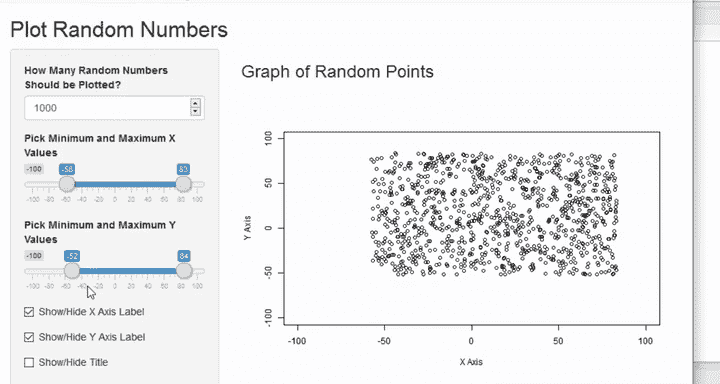 Plot Random Numbers
How Many Random Numbers
Should be Plotted?
1000
Pick Minimum and Maximum X
Values
-100 -58 83
-100 -80 -60 -40 -20 0 20 40 60 80 100
Pick Minimum and Maximum Y
Values
-100 -52 84
-100 -80 -60 -40 -20 0 20 40 60 80 100
Show/Hide X Axis Label
Show/Hide Y Axis Label
Show/Hide Title
Graph of Random Points
Y Axis
100
50
0
-50
-100
-100 -50 0 50 100
X Axis